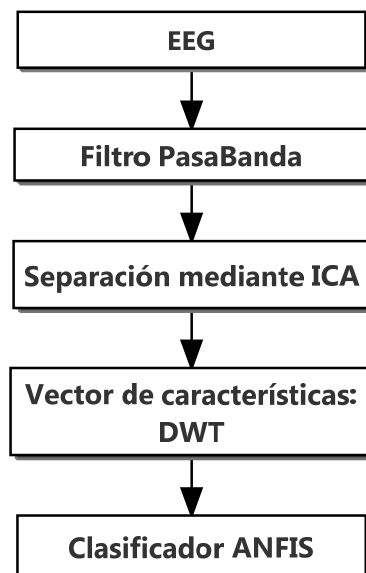 EEG
Filtro PasaBanda
Separación mediante ICA
Vector de características:
DWT
Clasificador ANFIS